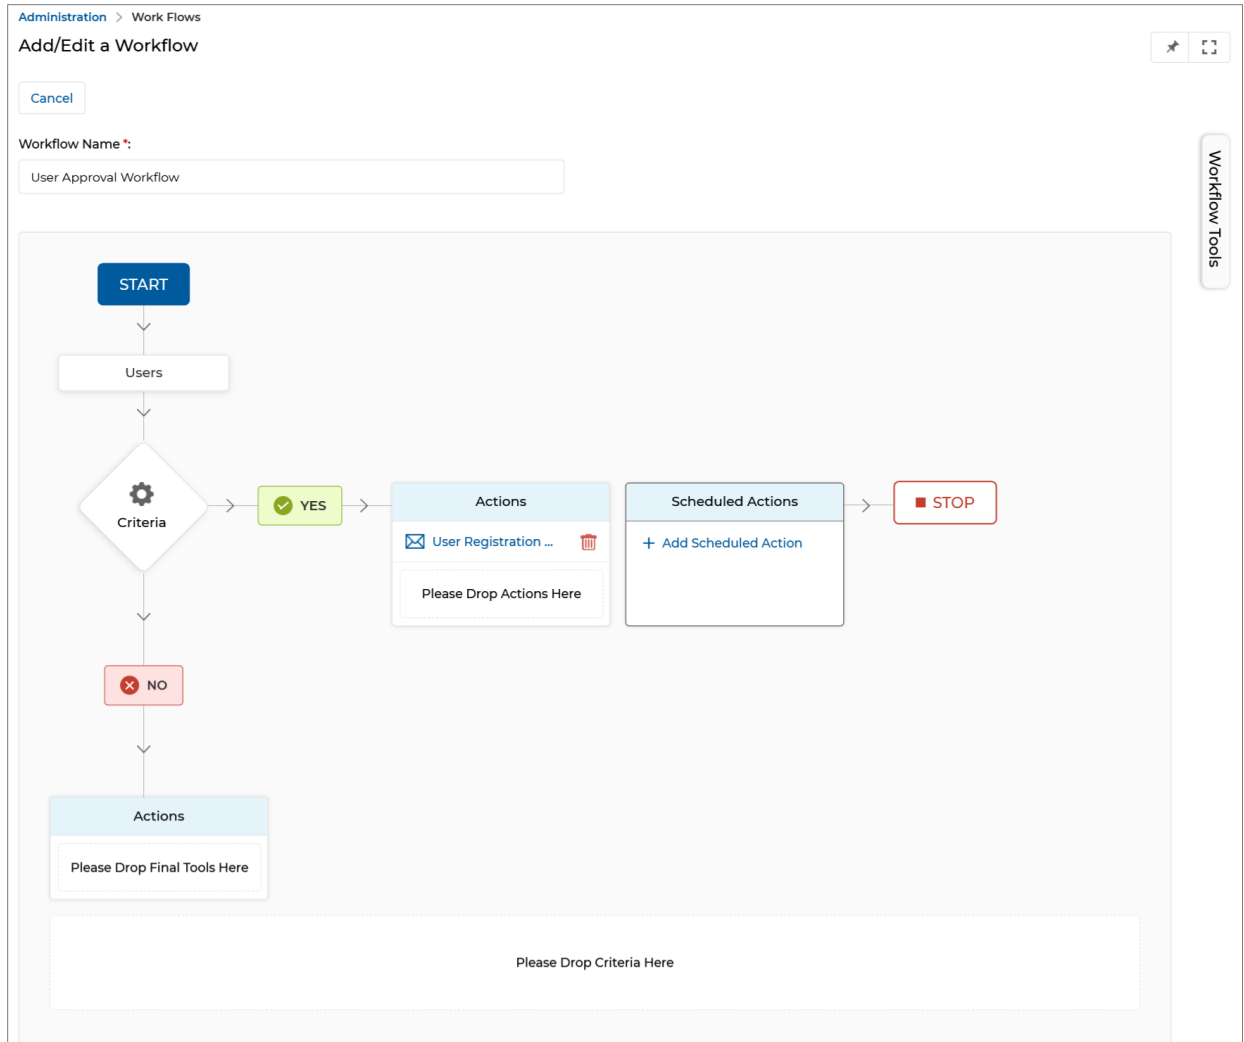 Administration > Work Flows
Add/Edit a Workflow
Cancel
Workflow Name *:
User Approval Workflow
Workflow Tools
START
Users
Criteria
YES
Actions
User Registration ...
Please Drop Actions Here
Scheduled Actions
+ Add Scheduled Action
STOP
NO
Actions
Please Drop Final Tools Here
Please Drop Criteria Here